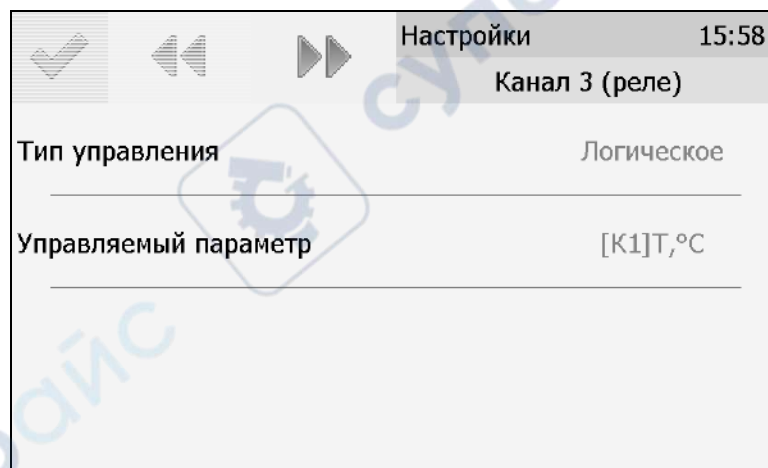 Настройки 15:58
Канал 3 (реле)
Тип управления Логическое
Управляемый параметр [К1]T,°C